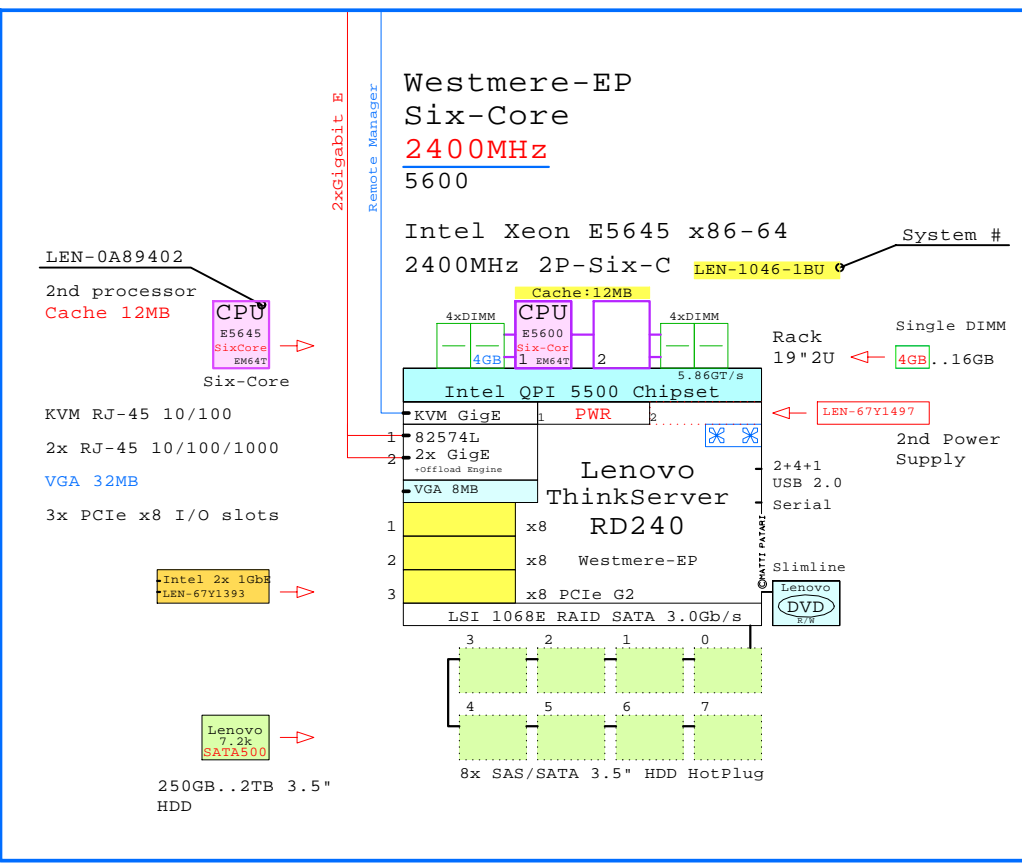 Westmere-EP
Six-Core
2400MHz
5600
2xGigabit E
Remote Manager
Intel Xeon E5645 x86-64
2400MHz 2P-Six-C
System #
LEN-1046-1BU
LEN-0A89402
2nd processor
Cache 12MB
CPU
E5645
SixCore
EM64T
Six-Core
Cache:12MB
4xDIMM
4GB
CPU
E5600
Six-Cor
1 EM64T
2
4xDIMM
5.86GT/s
Rack
19"2U
Single DIMM
4GB..16GB
Intel QPI 5500 Chipset
KVM RJ-45 10/100
2x RJ-45 10/100/1000
VGA 32MB
3x PCIe x8 I/O slots
KVM GigE
1 PWR 2
LEN-67Y1497
2nd Power
Supply
1 82574L
2 2x GigE
+Offload Engine
VGA 8MB
Lenovo
ThinkServer
RD240
Westmere-EP
2+4+1
USB 2.0
Serial
©MATTI PATARI
1 x8
2 x8
3 x8 PCIe G2
Slimline
Lenovo
DVD
R/W
Intel 2x 1GbE
LEN-67Y1393
LSI 1068E RAID SATA 3.0Gb/s
3 2 1 0
4 5 6 7
8x SAS/SATA 3.5" HDD HotPlug
Lenovo
7.2k
SATA500
250GB..2TB 3.5"
HDD